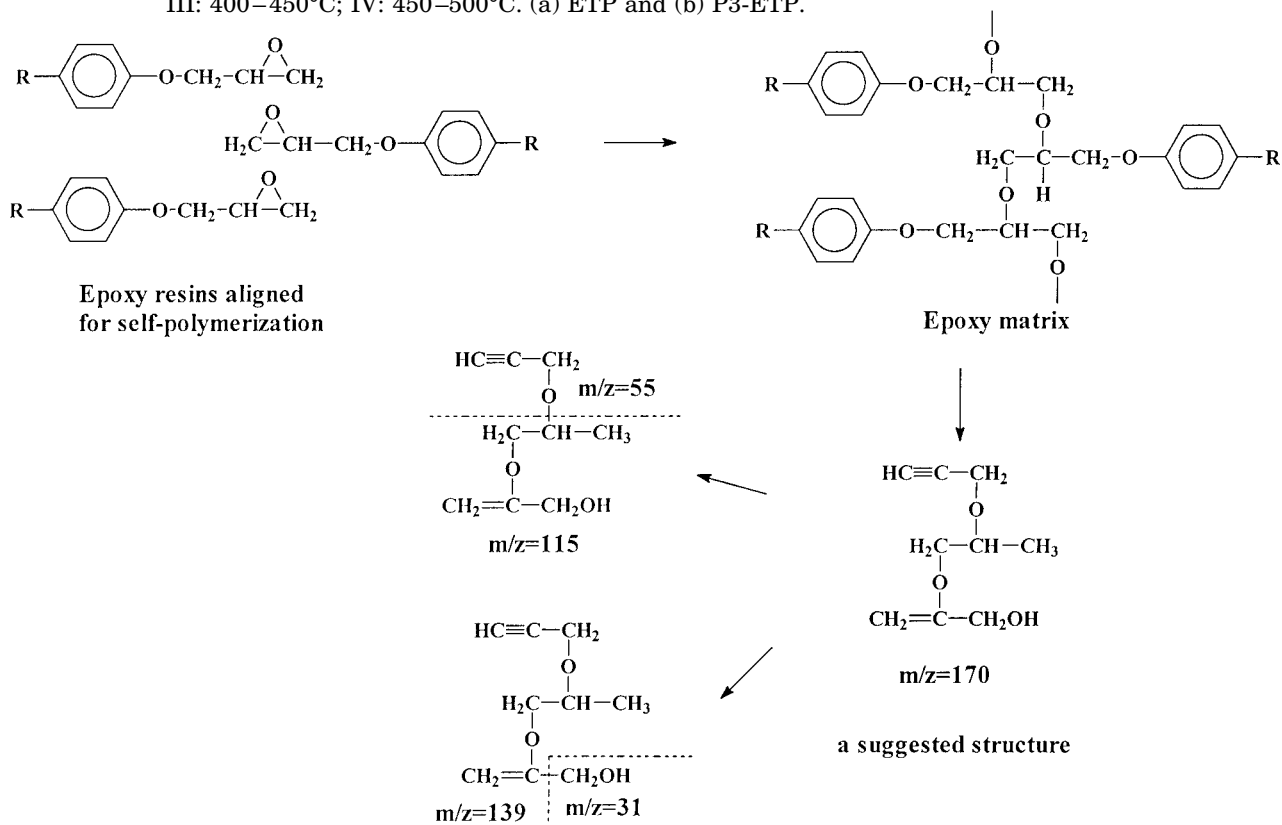 III: 400–450°C; IV: 450–500°C. (a) ETP and (b) P3-ETP.
O
R
O-CH₂-CH-CH₂
O
H₂C-CH-CH₂-O
R
O
R
O-CH₂-CH-CH₂
Epoxy resins aligned
for self-polymerization
O
R
O-CH₂-CH-CH₂
O
H₂C-C-CH₂-O
R
O
H
R
O-CH₂-CH-CH₂
O
Epoxy matrix
HC≡C-CH₂
O
m/z=55
H₂C-CH-CH₃
O
CH₂=C-CH₂OH
m/z=115
HC≡C-CH₂
O
H₂C-CH-CH₃
O
CH₂=C-CH₂OH
m/z=170
a suggested structure
HC≡C-CH₂
O
H₂C-CH-CH₃
O
CH₂=C-CH₂OH
m/z=139
m/z=31